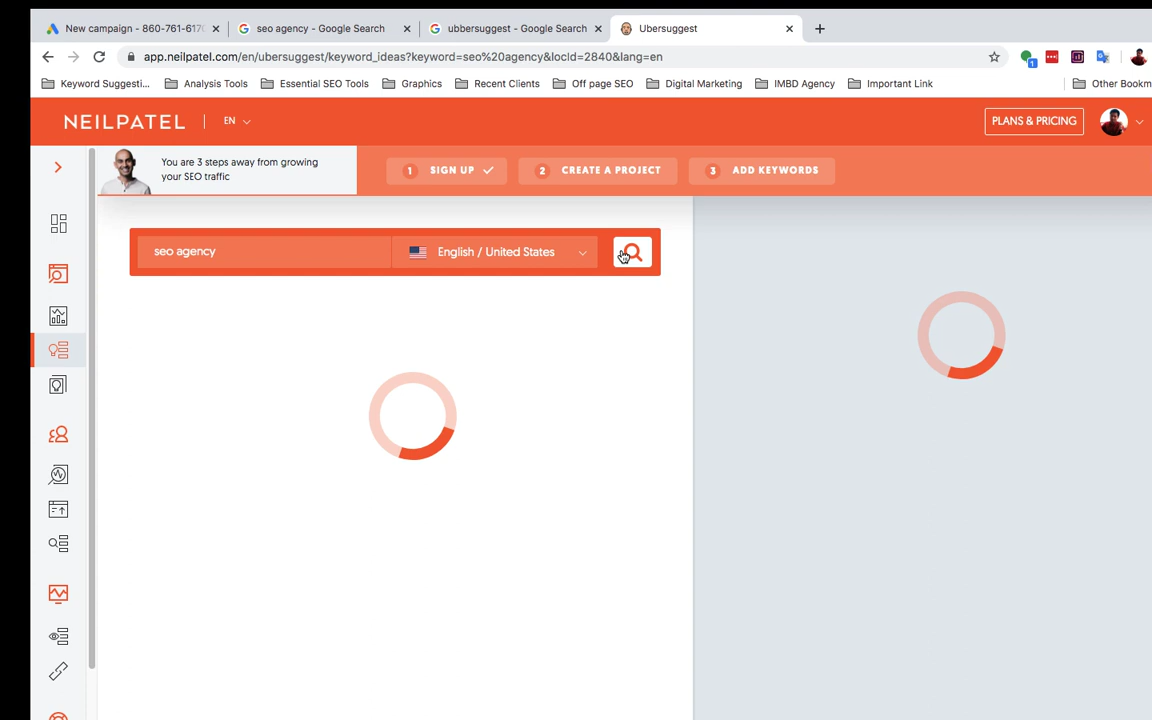 New campaign - 860-761-617
seo agency - Google Search
ubbersuggest - Google Search
Ubersuggest
app.neilpatel.com/en/ubersuggest/keyword_ideas?keyword=seo%20agency&locId=2840&lang=en
1
Keyword Suggesti...
Analysis Tools
Essential SEO Tools
Graphics
Recent Clients
Off page SEO
Digital Marketing
IMBD Agency
Important Link
Other Bookm
NEILPATEL
EN
PLANS & PRICING
You are 3 steps away from growing
your SEO traffic
1 SIGN UP
2 CREATE A PROJECT
3 ADD KEYWORDS
seo agency
English / United States